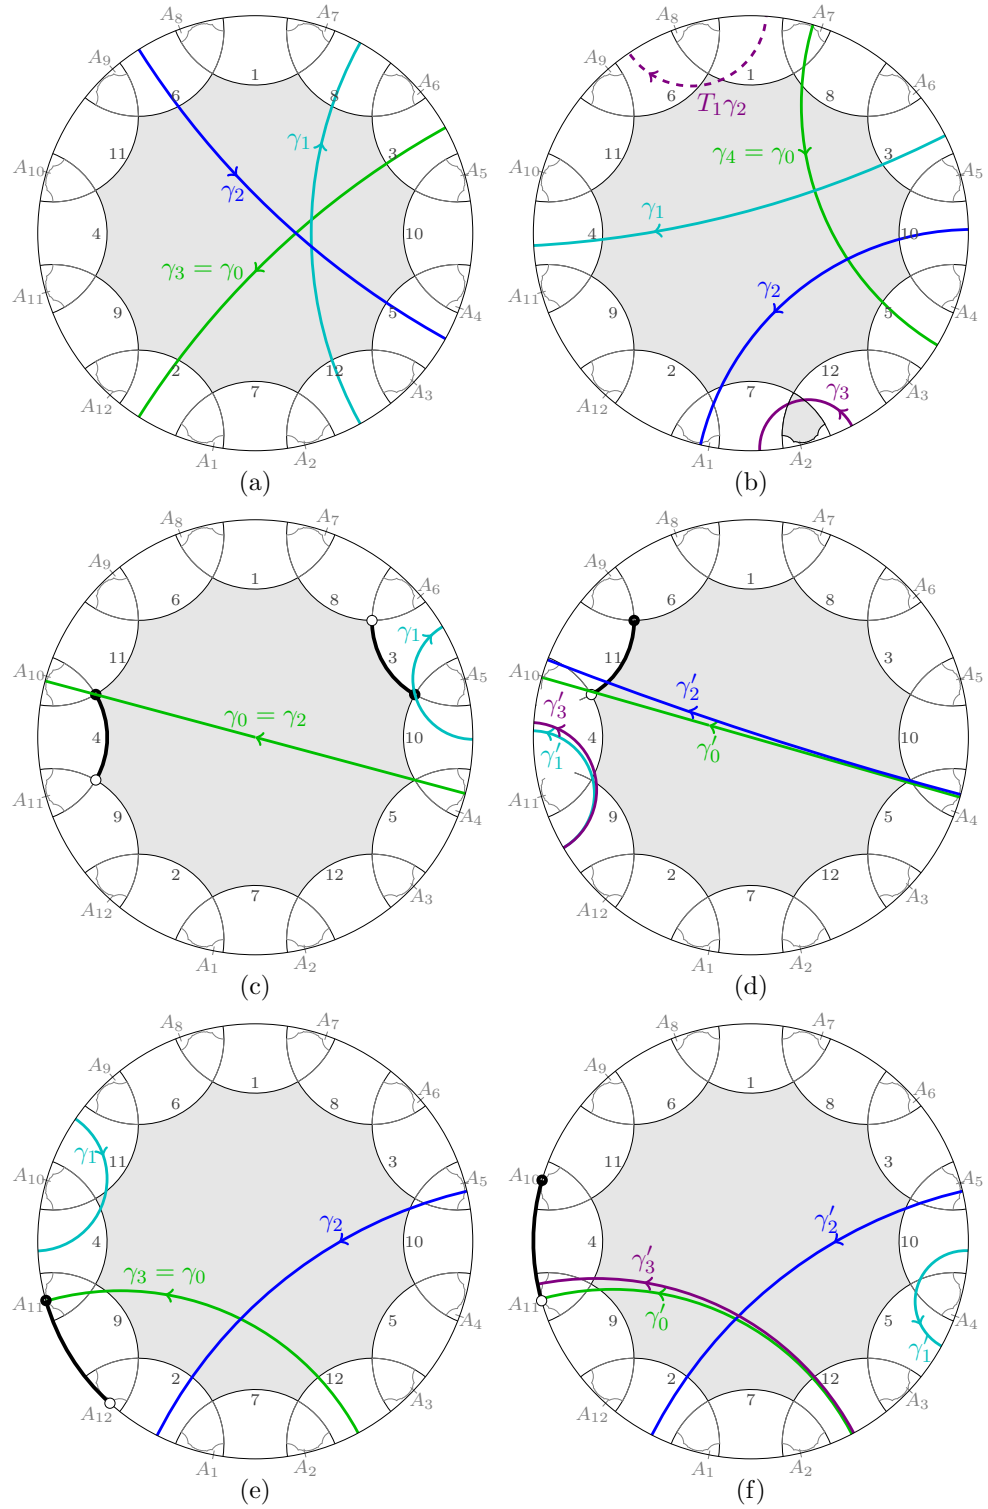 A₈ A₇ A₈ A₇
A₉ 1 A₆ A₉ 1 A₆
6 8 6 T₁γ₂ 8
γ₁
11 γ₂ 3 11 γ₄ = γ₀ 3
A₁₀ A₅ A₁₀ A₅
4 10 4 γ₁ 10
γ₃ = γ₀
A₁₁ A₄ A₁₁ γ₂ A₄
9 5 9 5
2 12 2 12
A₁₂ 7 A₃ A₁₂ 7 γ₃ A₃
A₁ A₂ A₁ A₂
(a) (b)
A₈ A₇ A₈ A₇
A₉ 1 A₆ A₉ 1 A₆
6 8 6 8
γ₁
11 3 11 3
A₁₀ A₅ A₁₀ γ′₂ A₅
γ₀ = γ₂ γ′₃
4 10 4 γ′₀ 10
γ′₁
A₁₁ A₄ A₁₁ A₄
9 5 9 5
2 12 2 12
A₁₂ 7 A₃ A₁₂ 7 A₃
A₁ A₂ A₁ A₂
(c) (d)
A₈ A₇ A₈ A₇
A₉ 1 A₆ A₉ 1 A₆
6 8 6 8
γ₁ 11 3 11 3
A₁₀ A₅ A₁₀ A₅
4 γ₂ 10 4 γ′₂ 10
γ₃ = γ₀ γ′₃
A₁₁ A₄ A₁₁ γ′₀ A₄
9 5 9 5
γ′₁
2 12 2 12
A₁₂ 7 A₃ A₁₂ 7 A₃
A₁ A₂ A₁ A₂
(e) (f)